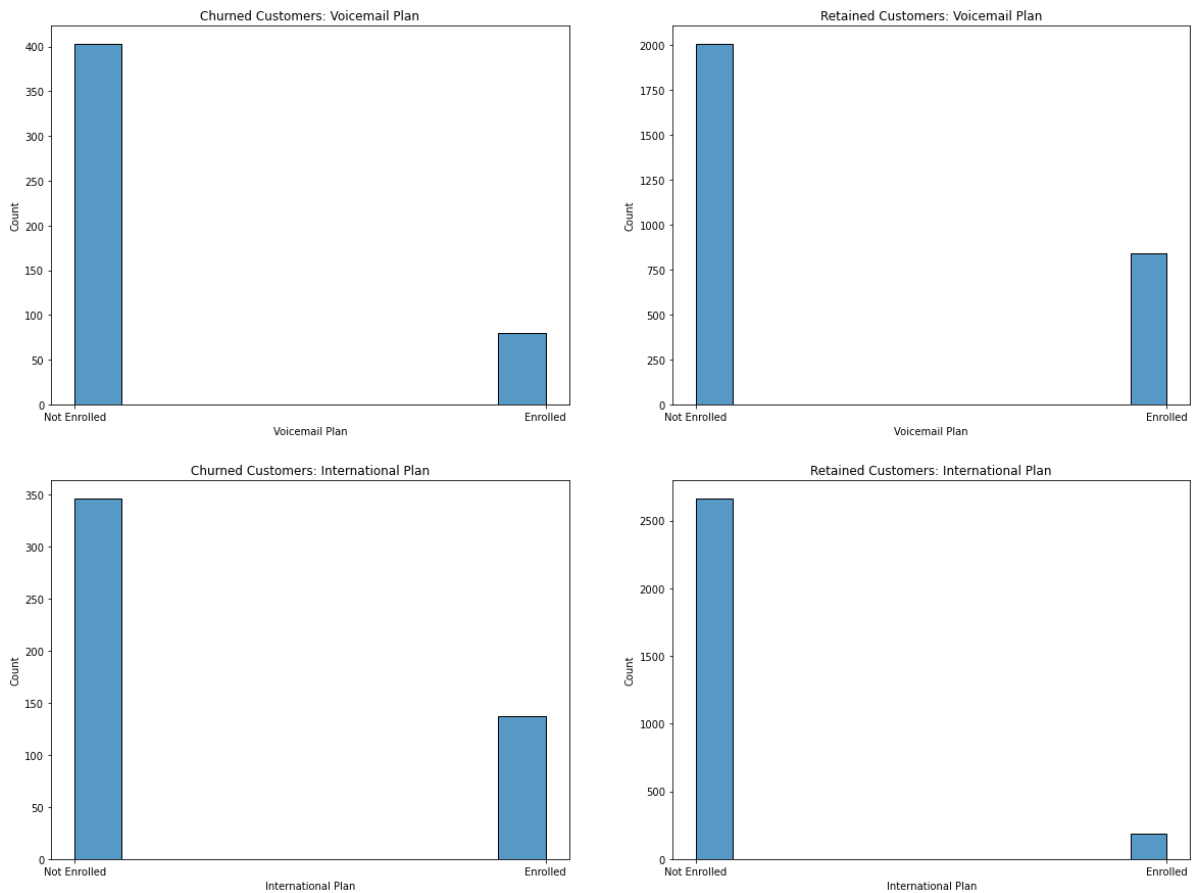 Churned Customers: Voicemail Plan
400
350
300
250
200
150
100
50
0
Count
Not Enrolled
Enrolled
Voicemail Plan
Retained Customers: Voicemail Plan
2000
1750
1500
1250
1000
750
500
250
0
Count
Not Enrolled
Enrolled
Voicemail Plan
Churned Customers: International Plan
350
300
250
200
150
100
50
0
Count
Not Enrolled
Enrolled
International Plan
Retained Customers: International Plan
2500
2000
1500
1000
500
0
Count
Not Enrolled
Enrolled
International Plan